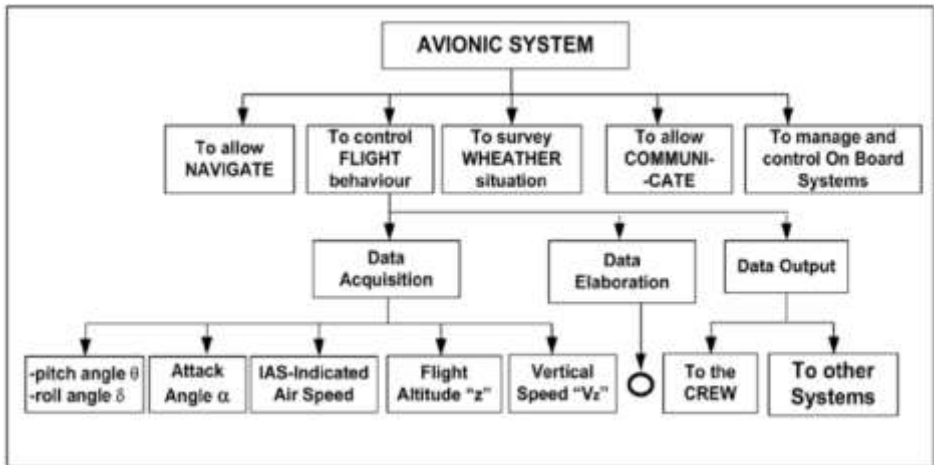 AVIONIC SYSTEM
To allow
NAVIGATE
To control
FLIGHT
behaviour
To survey
WHEATHER
situation
To allow
COMMUNI-
-CATE
To manage and
control On Board
Systems
Data
Acquisition
Data
Elaboration
Data Output
-pitch angle θ
-roll angle δ
Attack
Angle α
IAS-Indicated
Air Speed
Flight
Altitude “z”
Vertical
Speed “Vz”
To the
CREW
To other
Systems